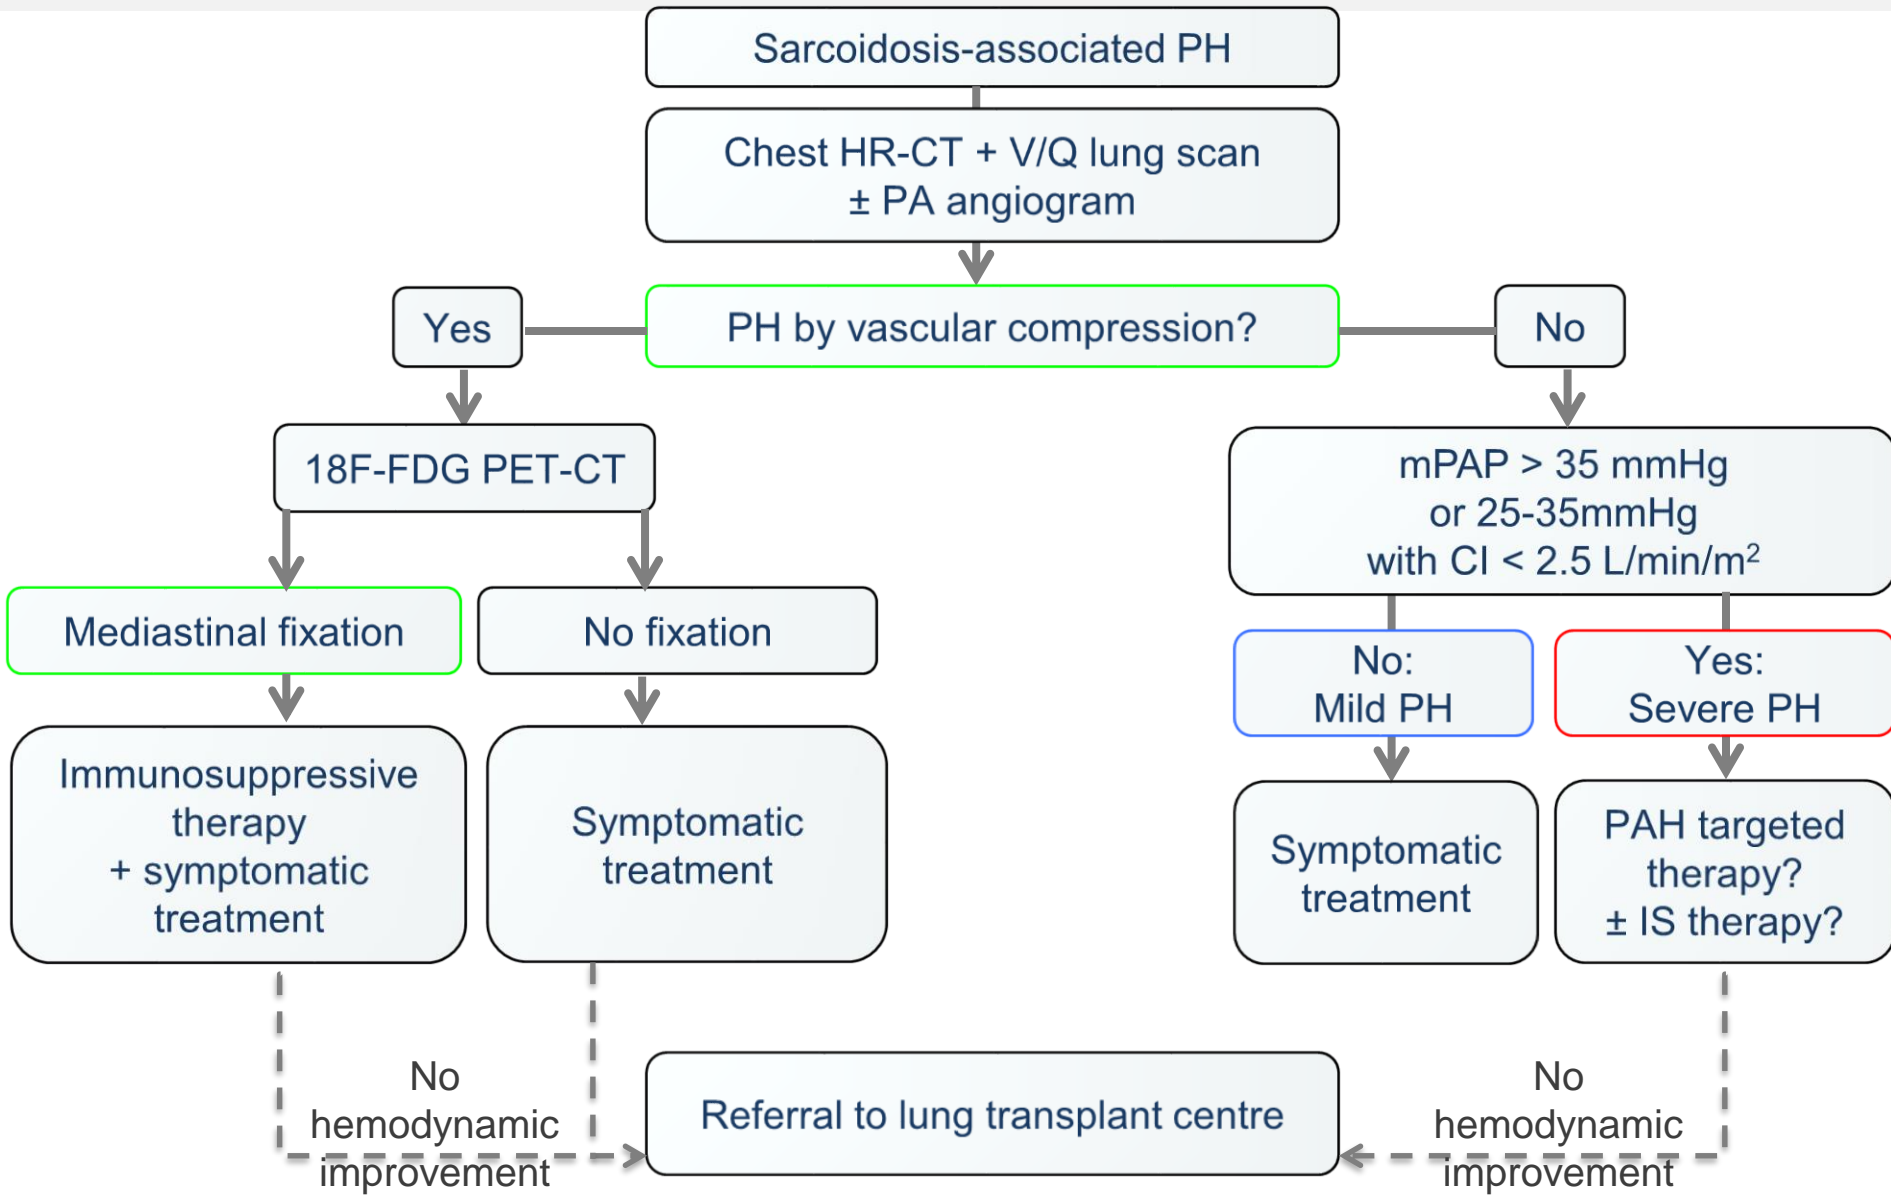 Sarcoidosis-associated PH
Chest HR-CT + V/Q lung scan
± PA angiogram
Yes
PH by vascular compression?
No
18F-FDG PET-CT
mPAP > 35 mmHg
or 25-35mmHg
with CI < 2.5 L/min/m²
Mediastinal fixation
No fixation
No:
Mild PH
Yes:
Severe PH
Immunosuppressive
therapy
+ symptomatic
treatment
Symptomatic
treatment
Symptomatic
treatment
PAH targeted
therapy?
± IS therapy?
No
hemodynamic
improvement
Referral to lung transplant centre
No
hemodynamic
improvement